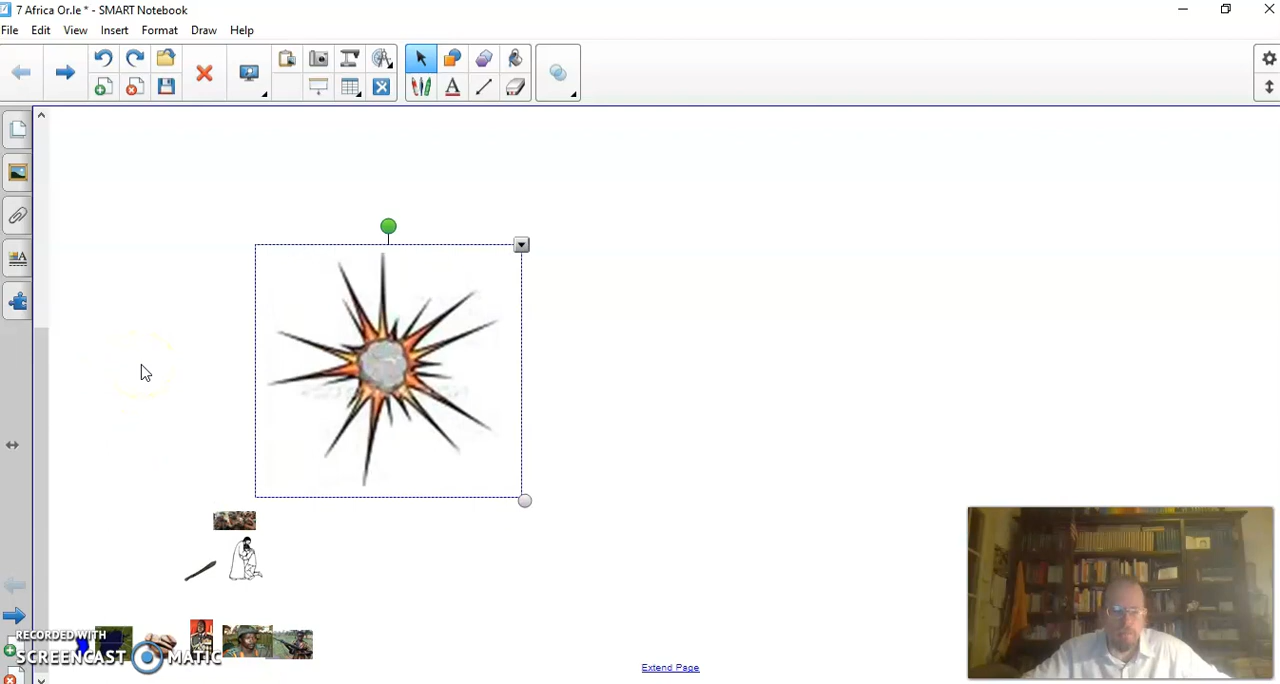 7 Africa Or.le * - SMART Notebook
File Edit View Insert Format Draw Help
A
A
Extend Page
RECORDED WITH
SCREENCAST MATIC